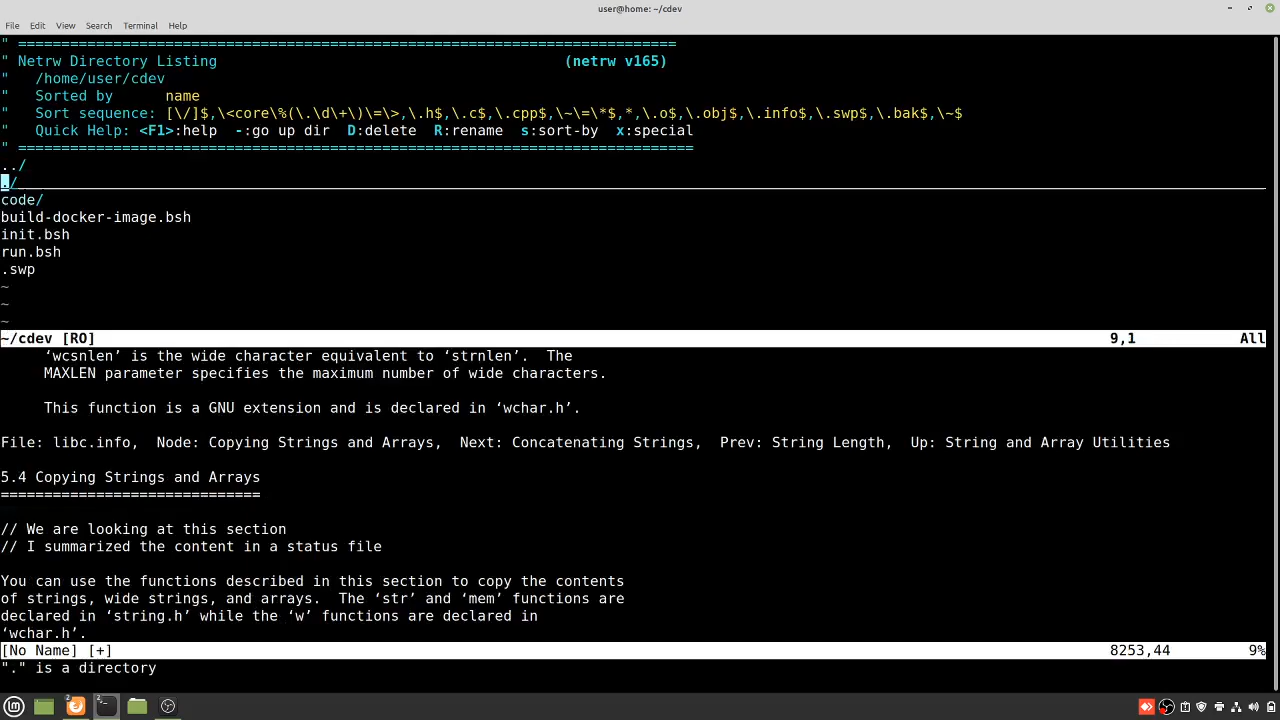 user@home: ~/cdev
File Edit View Search Terminal Help
" ============================================================================
" Netrw Directory Listing (netrw v165)
" /home/user/cdev
" Sorted by name
" Sort sequence: [\/]$,\<core\%(\.\d\+\)\=\>,\.h$,\.c$,\.cpp$,\~\=\*$,*,\.o$,\.obj$,\.info$,\.swp$,\.bak$,\~$
" Quick Help: <F1>:help -:go up dir D:delete R:rename s:sort-by x:special
" ==============================================================================
../
./
code/
build-docker-image.bsh
init.bsh
run.bsh
.swp
~
~
~
~/cdev [RO] 9,1 All
‘wcsnlen’ is the wide character equivalent to ‘strnlen’. The
MAXLEN parameter specifies the maximum number of wide characters.
This function is a GNU extension and is declared in ‘wchar.h’.
File: libc.info, Node: Copying Strings and Arrays, Next: Concatenating Strings, Prev: String Length, Up: String and Array Utilities
5.4 Copying Strings and Arrays
==============================
// We are looking at this section
// I summarized the content in a status file
You can use the functions described in this section to copy the contents
of strings, wide strings, and arrays. The ‘str’ and ‘mem’ functions are
declared in ‘string.h’ while the ‘w’ functions are declared in
‘wchar.h’.
[No Name] [+] 8253,44 9%
"." is a directory